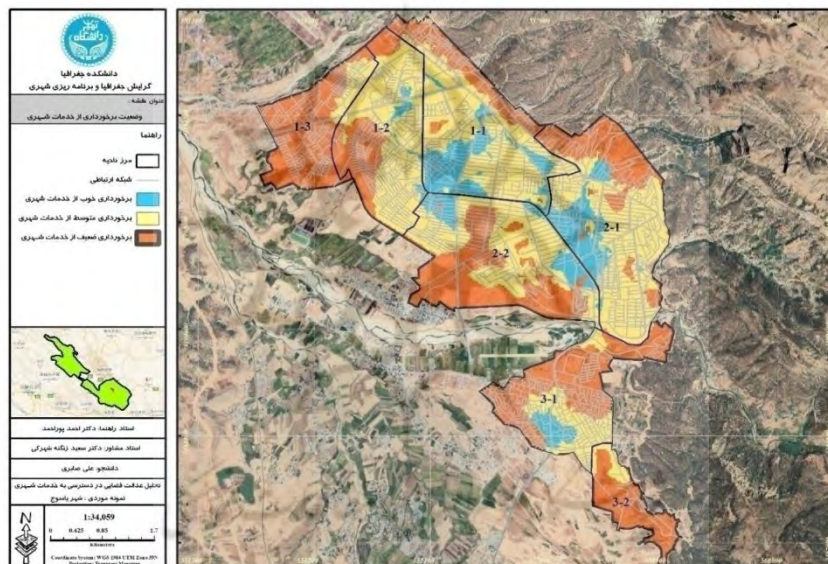 دانشکده جغرافیا
گرایش جغرافیا و برنامه ریزی شهری
عنوان نقشه :
وضعیت برخورداری از خدمات شهری
راهنما
مرز ناحیه
شبکه ارتباطی
برخورداری خوب از خدمات شهری
برخورداری متوسط از خدمات شهری
برخورداری ضعیف از خدمات شهری
استاد راهنما: دکتر احمد پوراحمد
استاد مشاور: دکتر سعید زنگنه شهرکی
دانشجو: علی صابری
تحلیل عدالت فضایی در دسترسی به خدمات شهری
نمونه موردی : شهر یاسوج
N
1:34,059
0 0.425 0.85 1.7
Kilometers
Coordinate System: WGS 1984 UTM Zone 39N
1-3
1-2
1-1
2-1
2-2
3-1
3-2